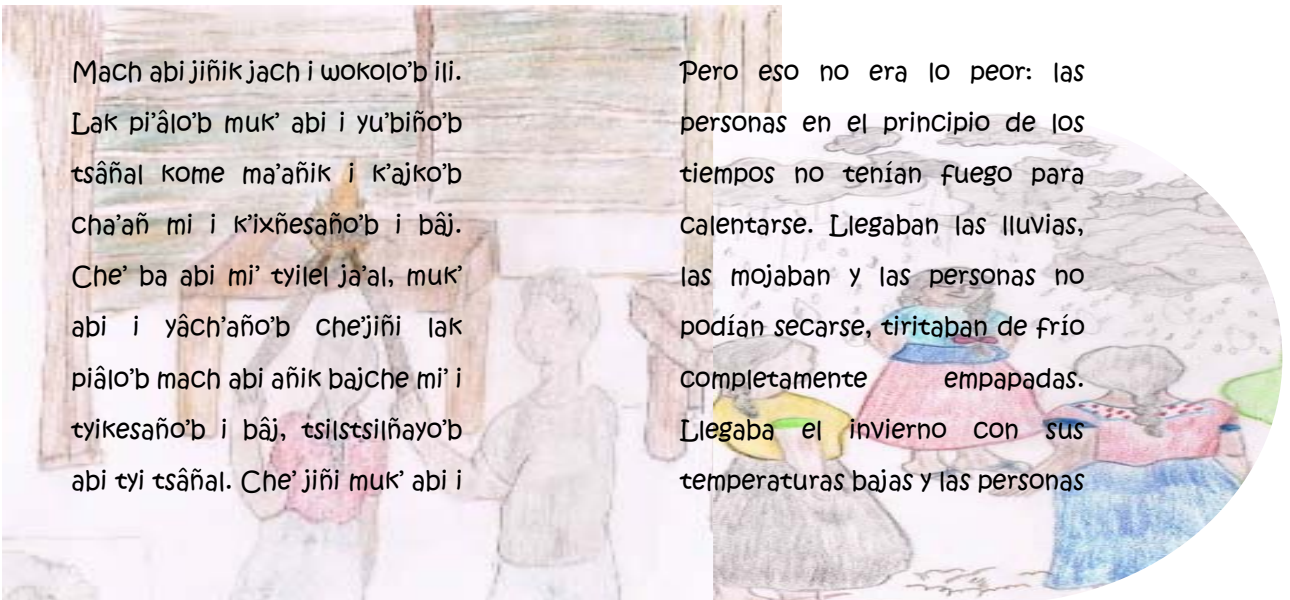 Mach abi jiñik jach i wokolo’b ili.
Lak pi’âlo’b muk’ abi i yu’biño’b
tsâñal kome ma’añik i k’ajko’b
cha’añ mi i k’ixñesaño’b i bâj.
Che’ ba abi mi’ tyilel ja’al, muk’
abi i yâch’año’b che’jiñi lak
piâlo’b mach abi añik bajche mi’ i
tyikesaño’b i bâj, tsilstsilñayo’b
abi tyi tsâñal. Che’ jiñi muk’ abi i
Pero eso no era lo peor: las
personas en el principio de los
tiempos no tenían fuego para
calentarse. Llegaban las lluvias,
las mojaban y las personas no
podían secarse, tiritaban de frío
completamente empapadas.
Llegaba el invierno con sus
temperaturas bajas y las personas